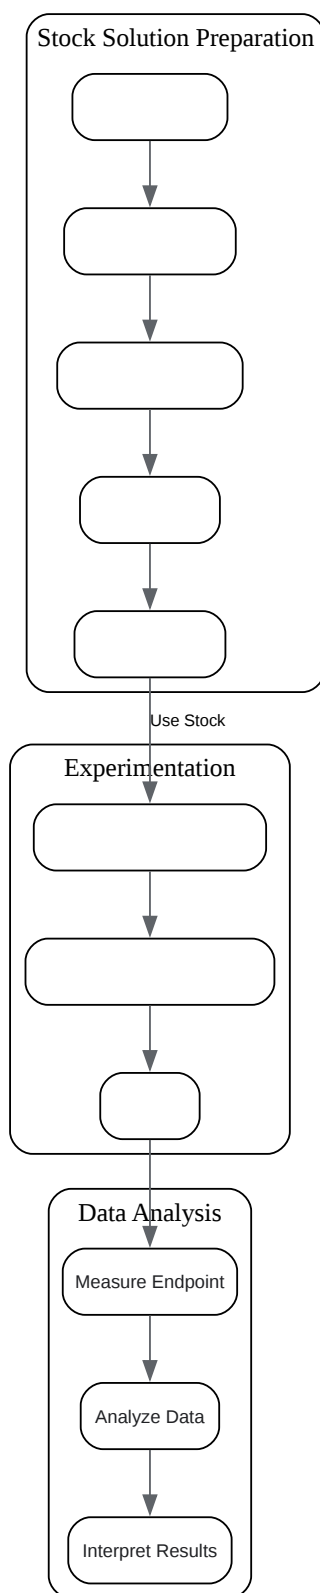 Stock Solution Preparation
Use Stock
Experimentation
Data Analysis
Measure Endpoint
Analyze Data
Interpret Results